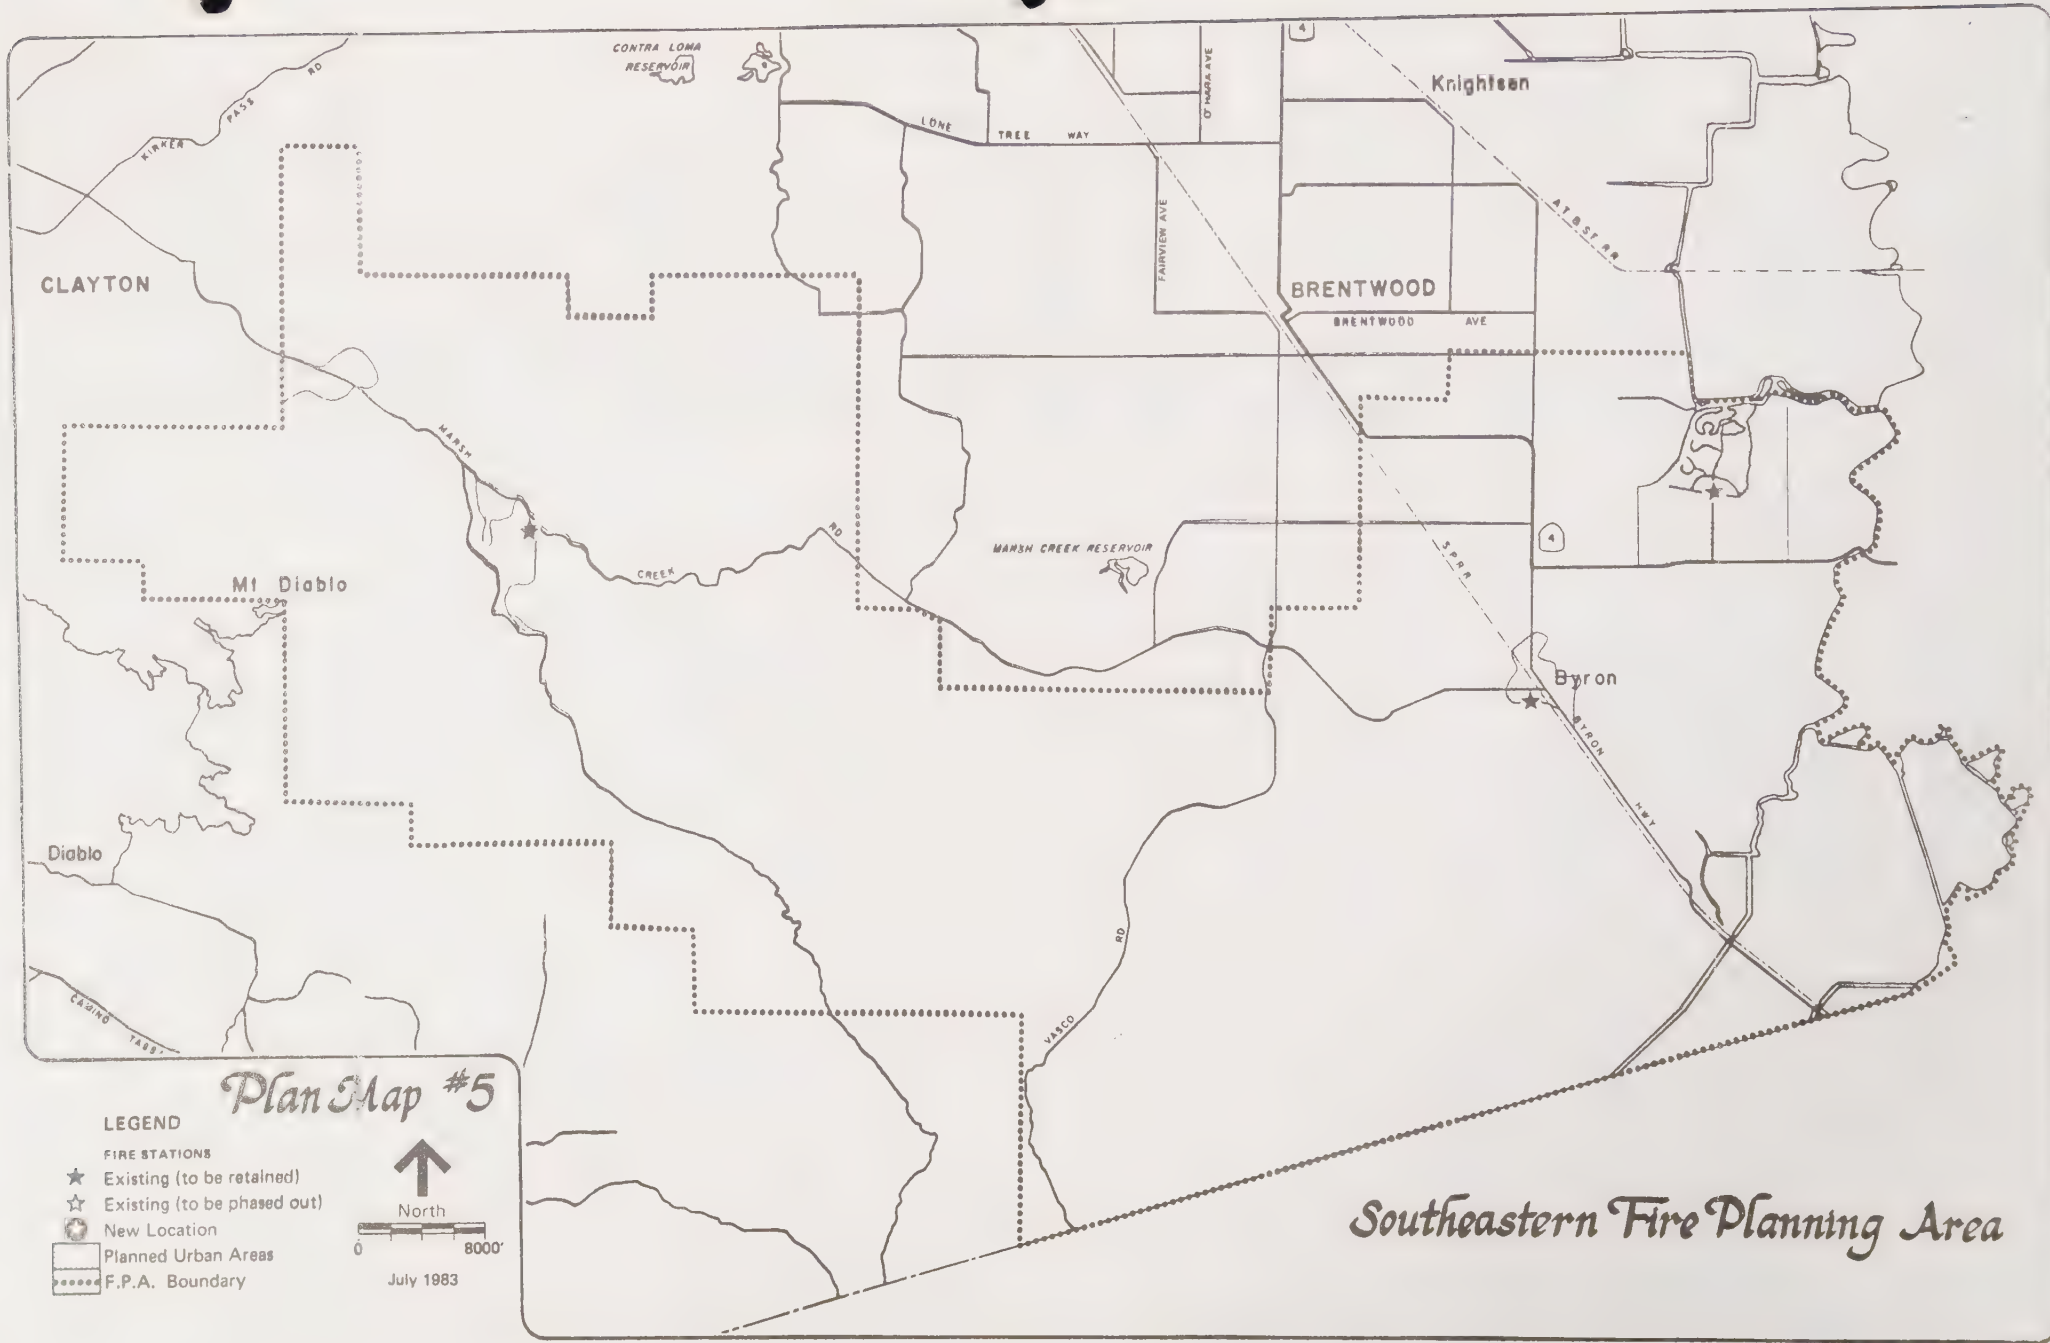 CONTRA LOMA
RESERVOIR
KIRKER PASS RD
LONE TREE WAY
O'HARA AVE
4
Knightsen
AT & SF RR
FAIRVIEW AVE
CLAYTON
BRENTWOOD
BRENTWOOD AVE
MARSH CREEK RD
MARSH CREEK RESERVOIR
S.P.R.R.
4
Mt Diablo
Byron
BYRON HWY
Diablo
VASCO RD
CAMINO
Plan Map #5
LEGEND
FIRE STATIONS
Existing (to be retained)
Existing (to be phased out)
New Location
Planned Urban Areas
F.P.A. Boundary
North
0 8000'
July 1983
Southeastern Fire Planning Area